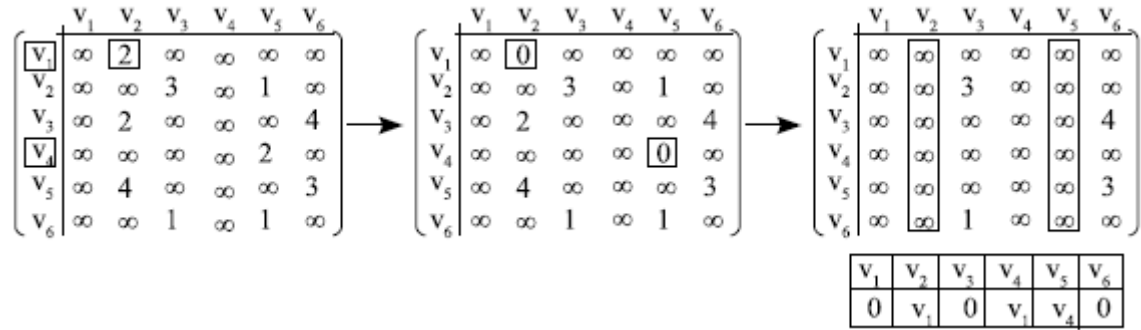 v1 v2 v3 v4 v5 v6 v1 v2 v3 v4 v5 v6 v1 v2 v3 v4 v5 v6
v1 ∞ 2 ∞ ∞ ∞ ∞ v1 ∞ 0 ∞ ∞ ∞ ∞ v1 ∞ ∞ ∞ ∞ ∞ ∞
v2 ∞ ∞ 3 ∞ 1 ∞ v2 ∞ ∞ 3 ∞ 1 ∞ v2 ∞ ∞ 3 ∞ ∞ ∞
v3 ∞ 2 ∞ ∞ ∞ 4 v3 ∞ 2 ∞ ∞ ∞ 4 v3 ∞ ∞ ∞ ∞ ∞ 4
v4 ∞ ∞ ∞ ∞ 2 ∞ v4 ∞ ∞ ∞ ∞ 0 ∞ v4 ∞ ∞ ∞ ∞ ∞ ∞
v5 ∞ 4 ∞ ∞ ∞ 3 v5 ∞ 4 ∞ ∞ ∞ 3 v5 ∞ ∞ ∞ ∞ ∞ 3
v6 ∞ ∞ 1 ∞ 1 ∞ v6 ∞ ∞ 1 ∞ 1 ∞ v6 ∞ ∞ 1 ∞ ∞ ∞
v1 v2 v3 v4 v5 v6
0 v1 0 v1 v4 0